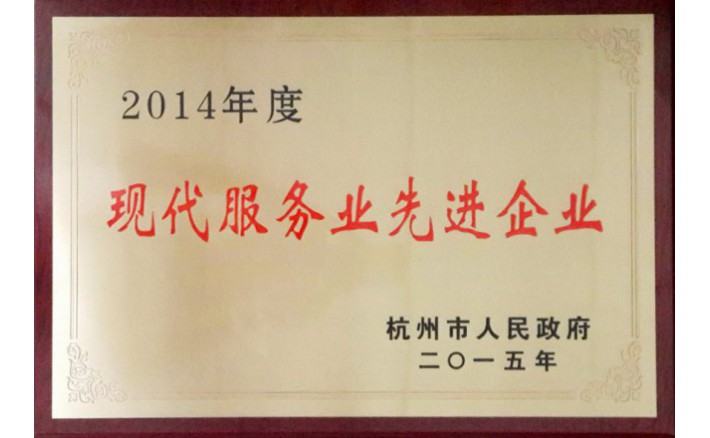 2014年度
现代服务业先进企业
杭州市人民政府
二〇一五年